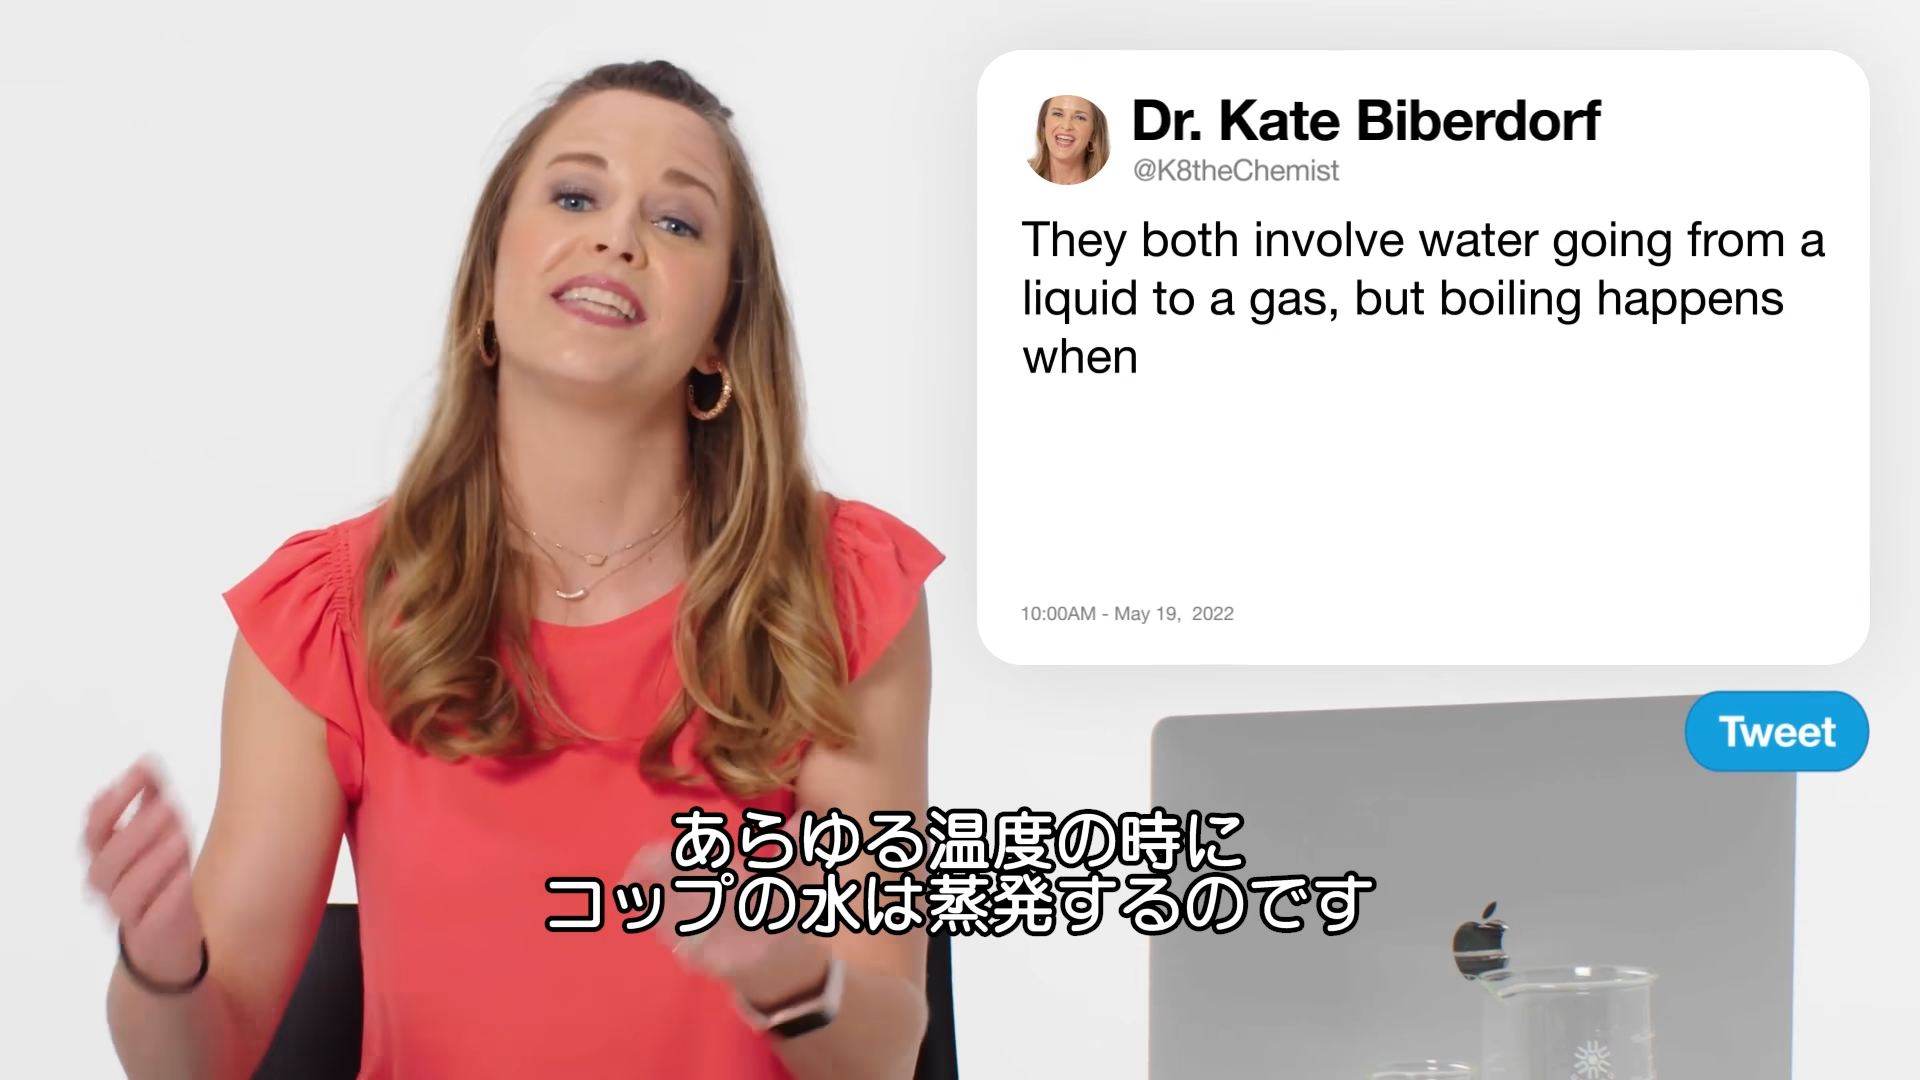 Dr. Kate Biberdorf
@K8theChemist
They both involve water going from a
liquid to a gas, but boiling happens
when
10:00AM - May 19, 2022
Tweet
あらゆる温度の時に
コップの水は蒸発するのです